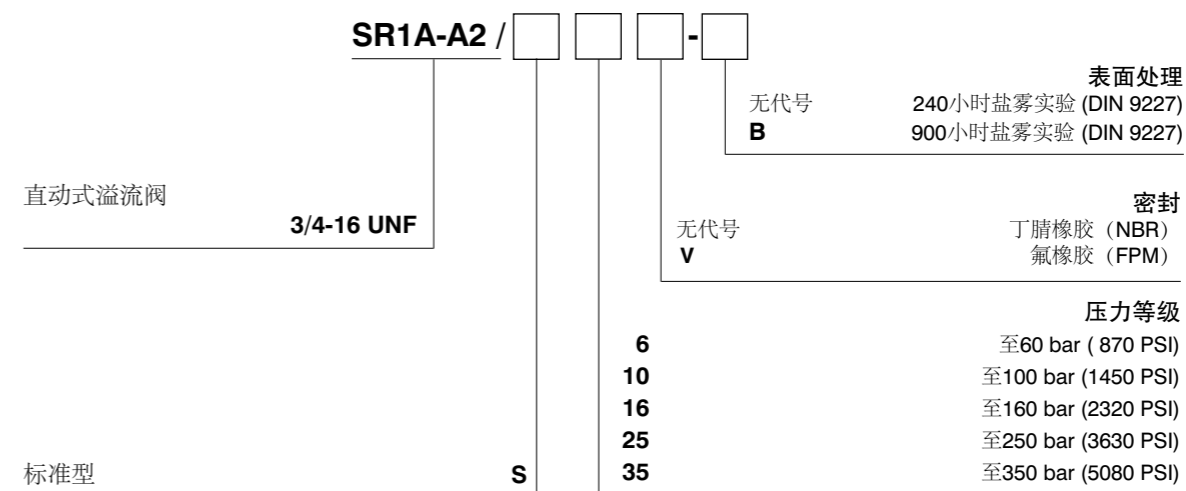 SR1A-A2 / -
表面处理
无代号 240小时盐雾实验 (DIN 9227)
B 900小时盐雾实验 (DIN 9227)
直动式溢流阀
3/4-16 UNF
密封
无代号 丁腈橡胶（NBR）
V 氟橡胶（FPM）
压力等级
6 至60 bar ( 870 PSI)
10 至100 bar (1450 PSI)
16 至160 bar (2320 PSI)
25 至250 bar (3630 PSI)
标准型 S 35 至350 bar (5080 PSI)